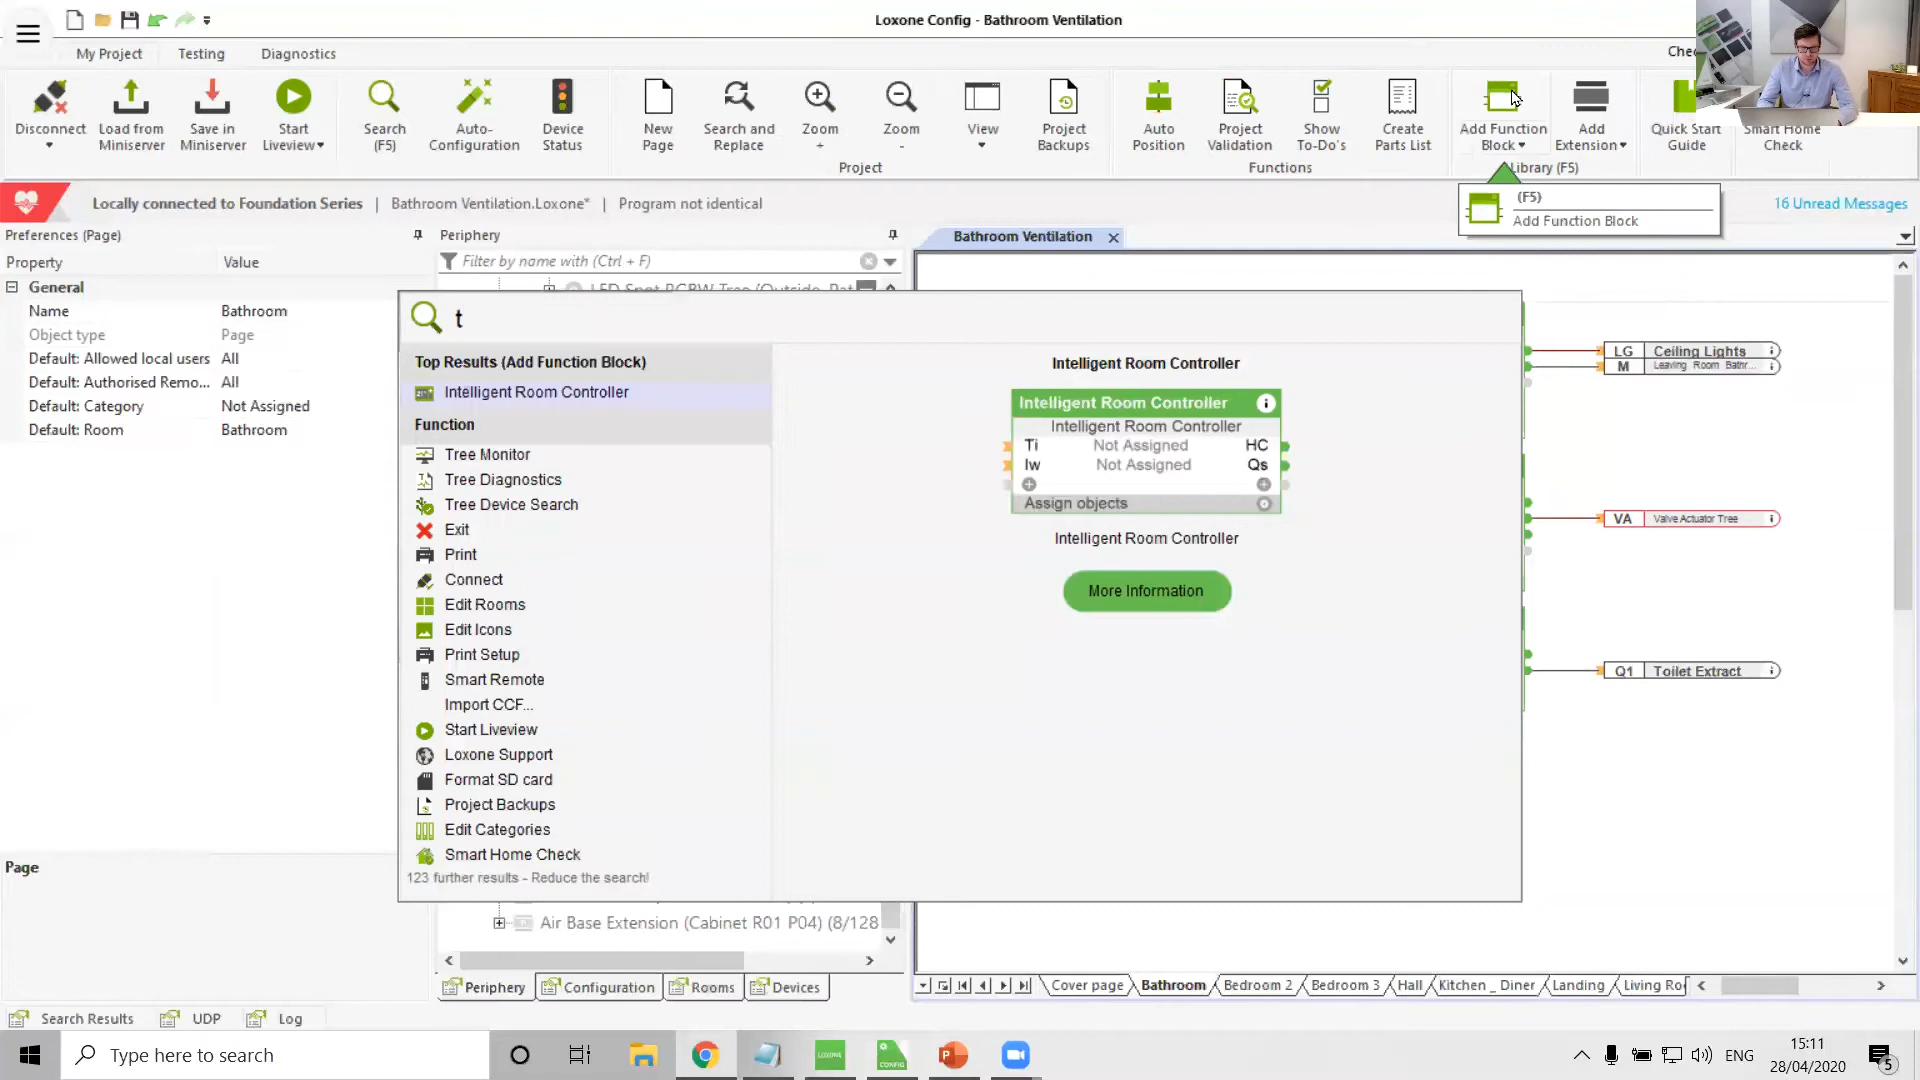 Loxone Config - Bathroom Ventilation
My Project
Testing
Diagnostics
Disconnect
Load from Miniserver
Save in Miniserver
Start Liveview
Search (F5)
Auto-Configuration
Device Status
New Page
Search and Replace
Zoom +
Zoom -
View
Project Backups
Auto Position
Project Validation
Show To-Do's
Create Parts List
Add Function Block
Add Extension
Quick Start Guide
Smart Home Check
Project
Functions
Library (F5)
(F5)
Add Function Block
Locally connected to Foundation Series | Bathroom Ventilation.Loxone* | Program not identical
16 Unread Messages
Preferences (Page)
Property Value
General
Name Bathroom
Object type Page
Default: Allowed local users All
Default: Authorised Remo... All
Default: Category Not Assigned
Default: Room Bathroom
Page
Periphery
Filter by name with (Ctrl + F)
Bathroom Ventilation
t
Top Results (Add Function Block)
Intelligent Room Controller
Function
Tree Monitor
Tree Diagnostics
Tree Device Search
Exit
Print
Connect
Edit Rooms
Edit Icons
Print Setup
Smart Remote
Import CCF...
Start Liveview
Loxone Support
Format SD card
Project Backups
Edit Categories
Smart Home Check
123 further results - Reduce the search!
Intelligent Room Controller
Intelligent Room Controller
Intelligent Room Controller
Ti Not Assigned HC
Iw Not Assigned Qs
Assign objects
Intelligent Room Controller
More Information
LG Ceiling Lights
M Leaving Room Bathr...
VA Valve Actuator Tree
Q1 Toilet Extract
Air Base Extension (Cabinet R01 P04) (8/128
Periphery Configuration Rooms Devices
Cover page Bathroom Bedroom 2 Bedroom 3 Hall Kitchen _ Diner Landing Living Ro
Search Results UDP Log
Type here to search
LOXONE
CONFIG
ENG
15:11
28/04/2020
5